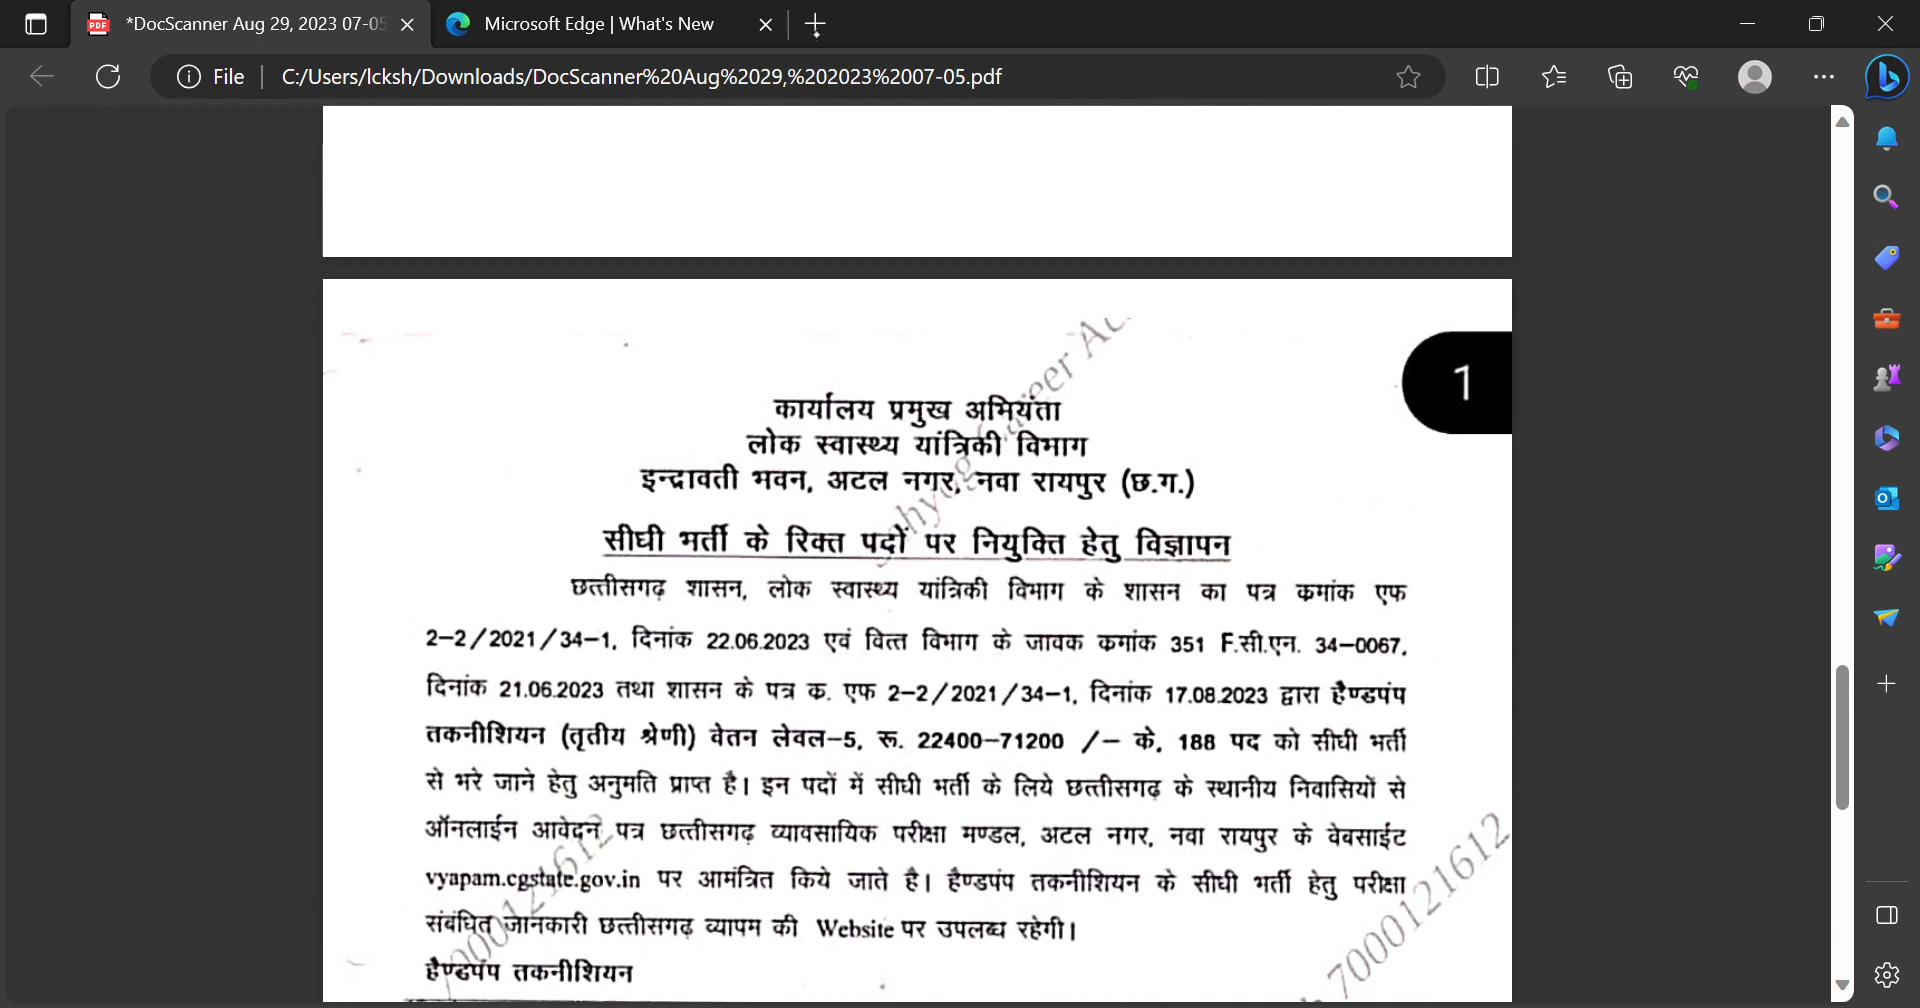 *DocScanner Aug 29, 2023 07-05
Microsoft Edge | What's New
File
C:/Users/lcksh/Downloads/DocScanner%20Aug%2029,%202023%2007-05.pdf
1
कार्यालय प्रमुख अभियंता
लोक स्वास्थ्य यांत्रिकी विभाग
इन्द्रावती भवन, अटल नगर, नवा रायपुर (छ.ग.)
सीधी भर्ती के रिक्त पदों पर नियुक्ति हेतु विज्ञापन
छत्तीसगढ़ शासन, लोक स्वास्थ्य यांत्रिकी विभाग के शासन का पत्र कमांक एफ
2–2/2021/34–1, दिनांक 22.06.2023 एवं वित्त विभाग के जावक कमांक 351 F.सी.एन. 34–0067,
दिनांक 21.06.2023 तथा शासन के पत्र क. एफ 2–2/2021/34–1, दिनांक 17.08.2023 द्वारा हैण्डपंप
तकनीशियन (तृतीय श्रेणी) वेतन लेवल–5, रू. 22400–71200 /– के, 188 पद को सीधी भर्ती
से भरे जाने हेतु अनुमति प्राप्त है। इन पदों में सीधी भर्ती के लिये छत्तीसगढ़ के स्थानीय निवासियों से
ऑनलाईन आवेदन पत्र छत्तीसगढ़ व्यावसायिक परीक्षा मण्डल, अटल नगर, नवा रायपुर के वेबसाईट
vyapam.cgstate.gov.in पर आमंत्रित किये जाते है। हैण्डपंप तकनीशियन के सीधी भर्ती हेतु परीक्षा
संबंधित जानकारी छत्तीसगढ़ व्यापम की Website पर उपलब्ध रहेगी।
हैण्डपंप तकनीशियन
7000121612